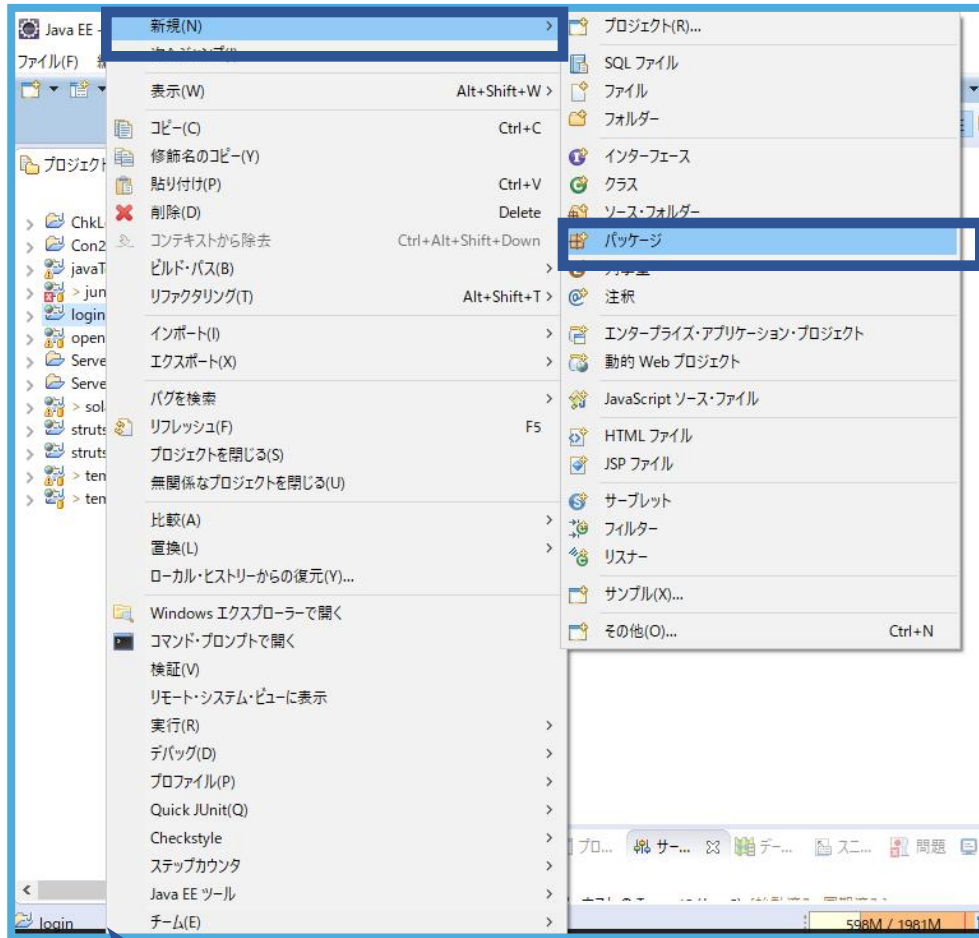 Java EE -
新規(N)
プロジェクト(R)...
ファイル(F)
SQL ファイル
表示(W) Alt+Shift+W
ファイル
コピー(C) Ctrl+C
フォルダー
プロジェクト
修飾名のコピー(Y)
インターフェース
貼り付け(P) Ctrl+V
クラス
ChkL
削除(D) Delete
ソース・フォルダー
Con2
コンテキストから除去 Ctrl+Alt+Shift+Down
パッケージ
javaT
ビルド・パス(B)
> jun
リファクタリング(T) Alt+Shift+T
注釈
login
open
インポート(I)
エンタープライズ・アプリケーション・プロジェクト
Serve
エクスポート(X)
動的 Web プロジェクト
Serve
> sol
バグを検索
JavaScript ソース・ファイル
struts
リフレッシュ(F) F5
HTML ファイル
struts
プロジェクトを閉じる(S)
JSP ファイル
> tem
無関係なプロジェクトを閉じる(U)
> ten
サーブレット
比較(A)
フィルター
置換(L)
リスナー
ローカル・ヒストリーからの復元(Y)...
サンプル(X)...
Windows エクスプローラーで開く
その他(O)... Ctrl+N
コマンド・プロンプトで開く
検証(V)
リモート・システム・ビューに表示
実行(R)
デバッグ(D)
プロファイル(P)
Quick JUnit(Q)
Checkstyle
プロ... サー... デー... スニ... 問題
ステップカウンタ
Java EE ツール
チーム(E)
login
598M / 1981M